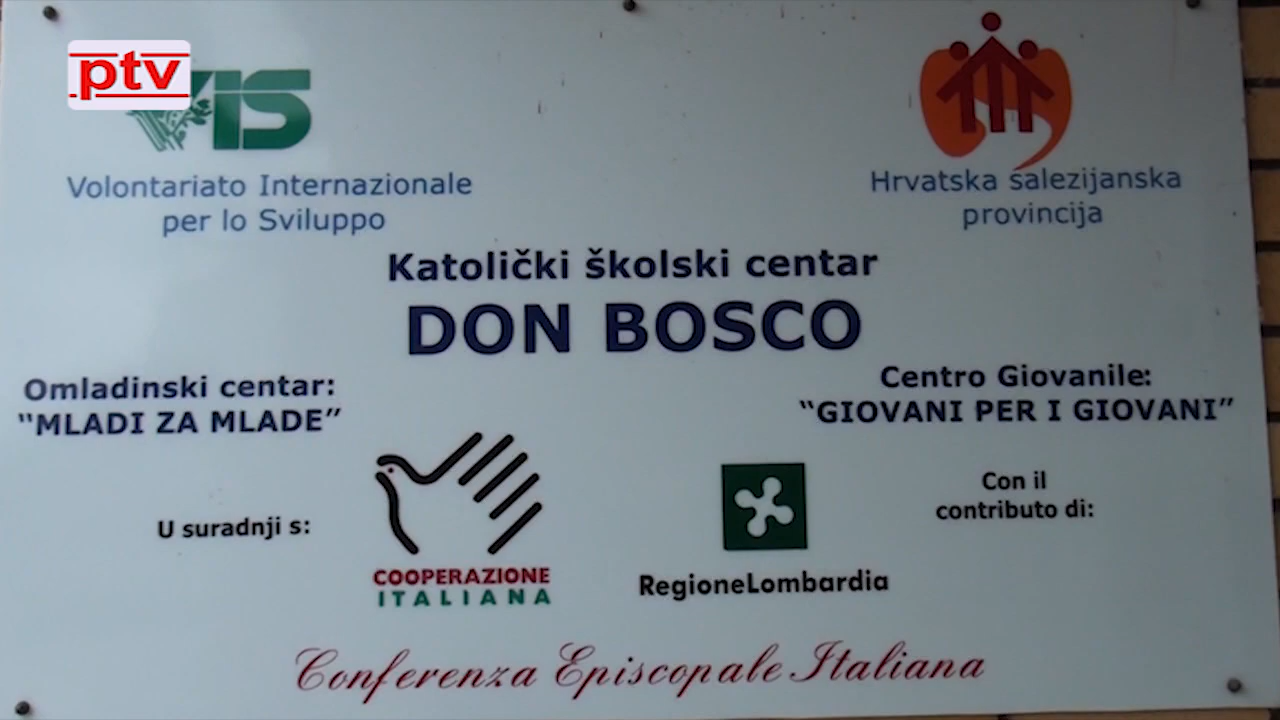 ptv
VIS
Volontariato Internazionale
per lo Sviluppo
Hrvatska salezijanska
provincija
Katolički školski centar
DON BOSCO
Omladinski centar:
“MLADI ZA MLADE”
Centro Giovanile:
“GIOVANI PER I GIOVANI”
U suradnji s:
COOPERAZIONE
ITALIANA
RegioneLombardia
Con il
contributo di:
Conferenza Episcopale Italiana